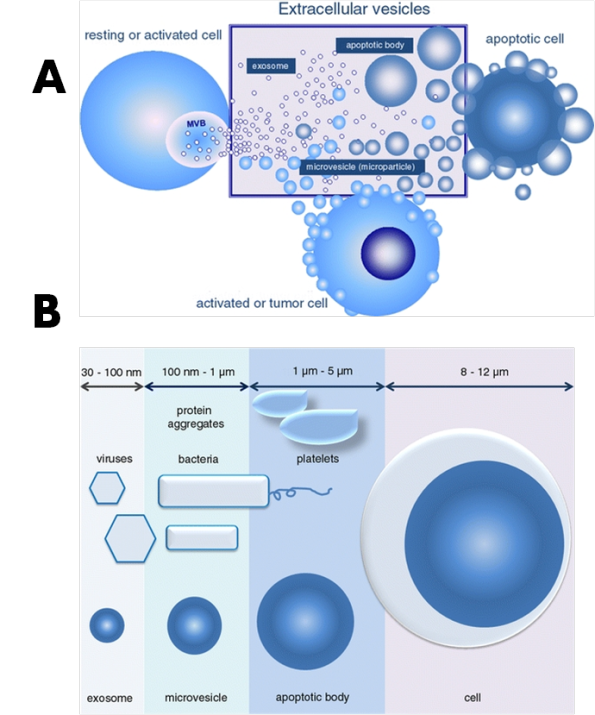 A
Extracellular vesicles
resting or activated cell
apoptotic body
apoptotic cell
exosome
MVB
microvesicle (microparticle)
activated or tumor cell
B
30 - 100 nm
100 nm - 1 µm
1 µm - 5 µm
8 - 12 µm
protein
aggregates
viruses
bacteria
platelets
exosome
microvesicle
apoptotic body
cell